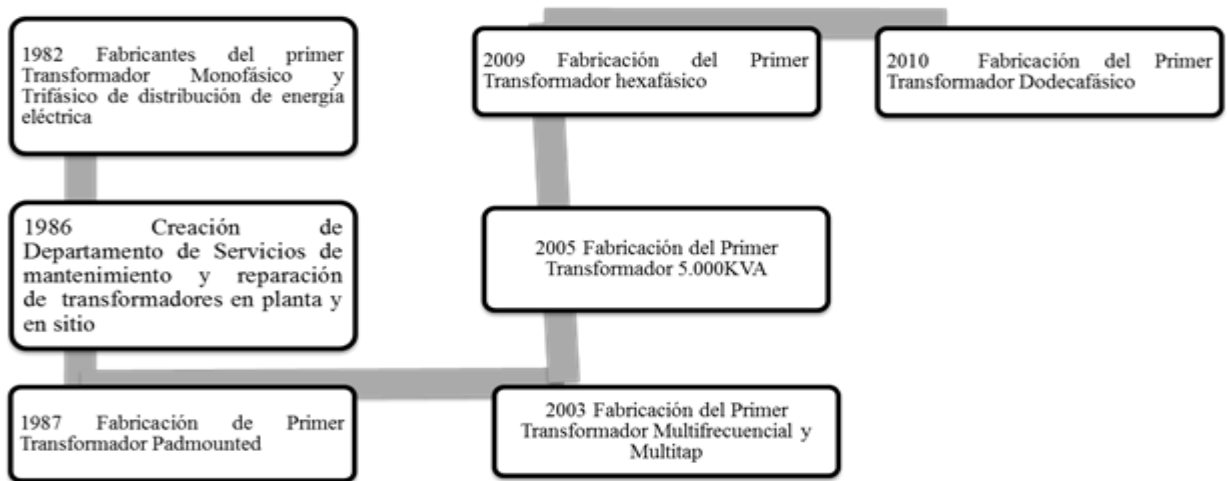 1982 Fabricantes del primer
Transformador Monofásico y
Trifásico de distribución de energía
eléctrica
1986 Creación de
Departamento de Servicios de
mantenimiento y reparación
de transformadores en planta y
en sitio
1987 Fabricación de Primer
Transformador Padmounted
2003 Fabricación del Primer
Transformador Multifrecuencial y
Multitap
2005 Fabricación del Primer
Transformador 5.000KVA
2009 Fabricación del Primer
Transformador hexafásico
2010 Fabricación del Primer
Transformador Dodecafásico